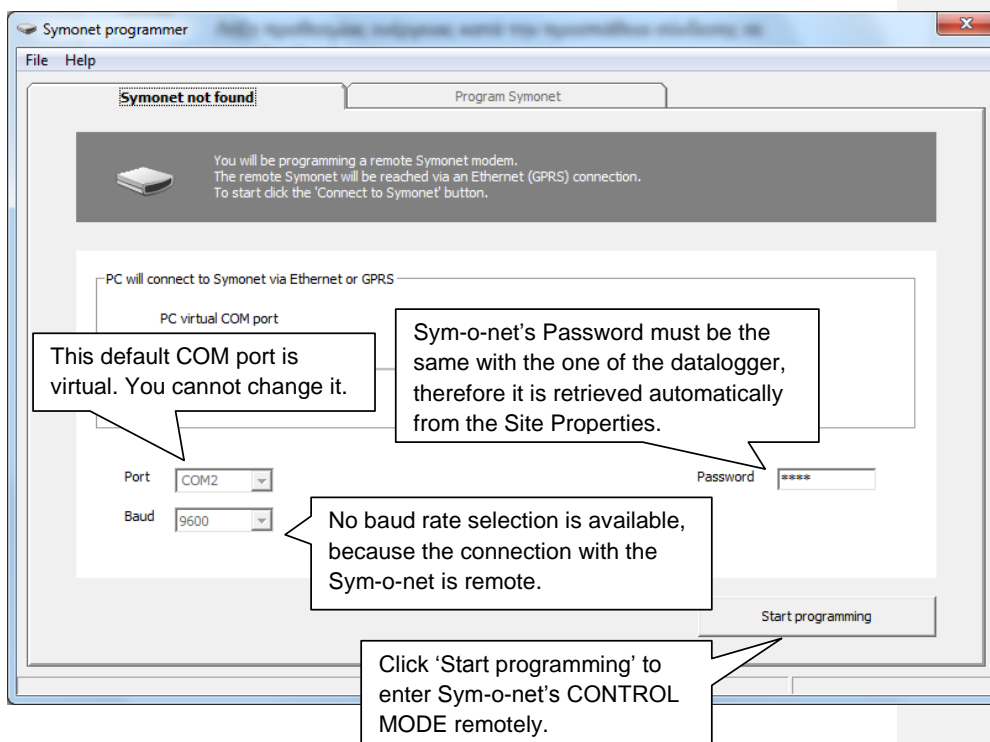 Symonet programmer
File Help
Symonet not found
Program Symonet
You will be programming a remote Symonet modem.
The remote Symonet will be reached via an Ethernet (GPRS) connection.
To start click the 'Connect to Symonet' button.
PC will connect to Symonet via Ethernet or GPRS
PC virtual COM port
This default COM port is
virtual. You cannot change it.
Sym-o-net’s Password must be the
same with the one of the datalogger,
therefore it is retrieved automatically
from the Site Properties.
Port COM2
Password ****
Baud 9600
No baud rate selection is available,
because the connection with the
Sym-o-net is remote.
Start programming
Click ‘Start programming’ to
enter Sym-o-net’s CONTROL
MODE remotely.